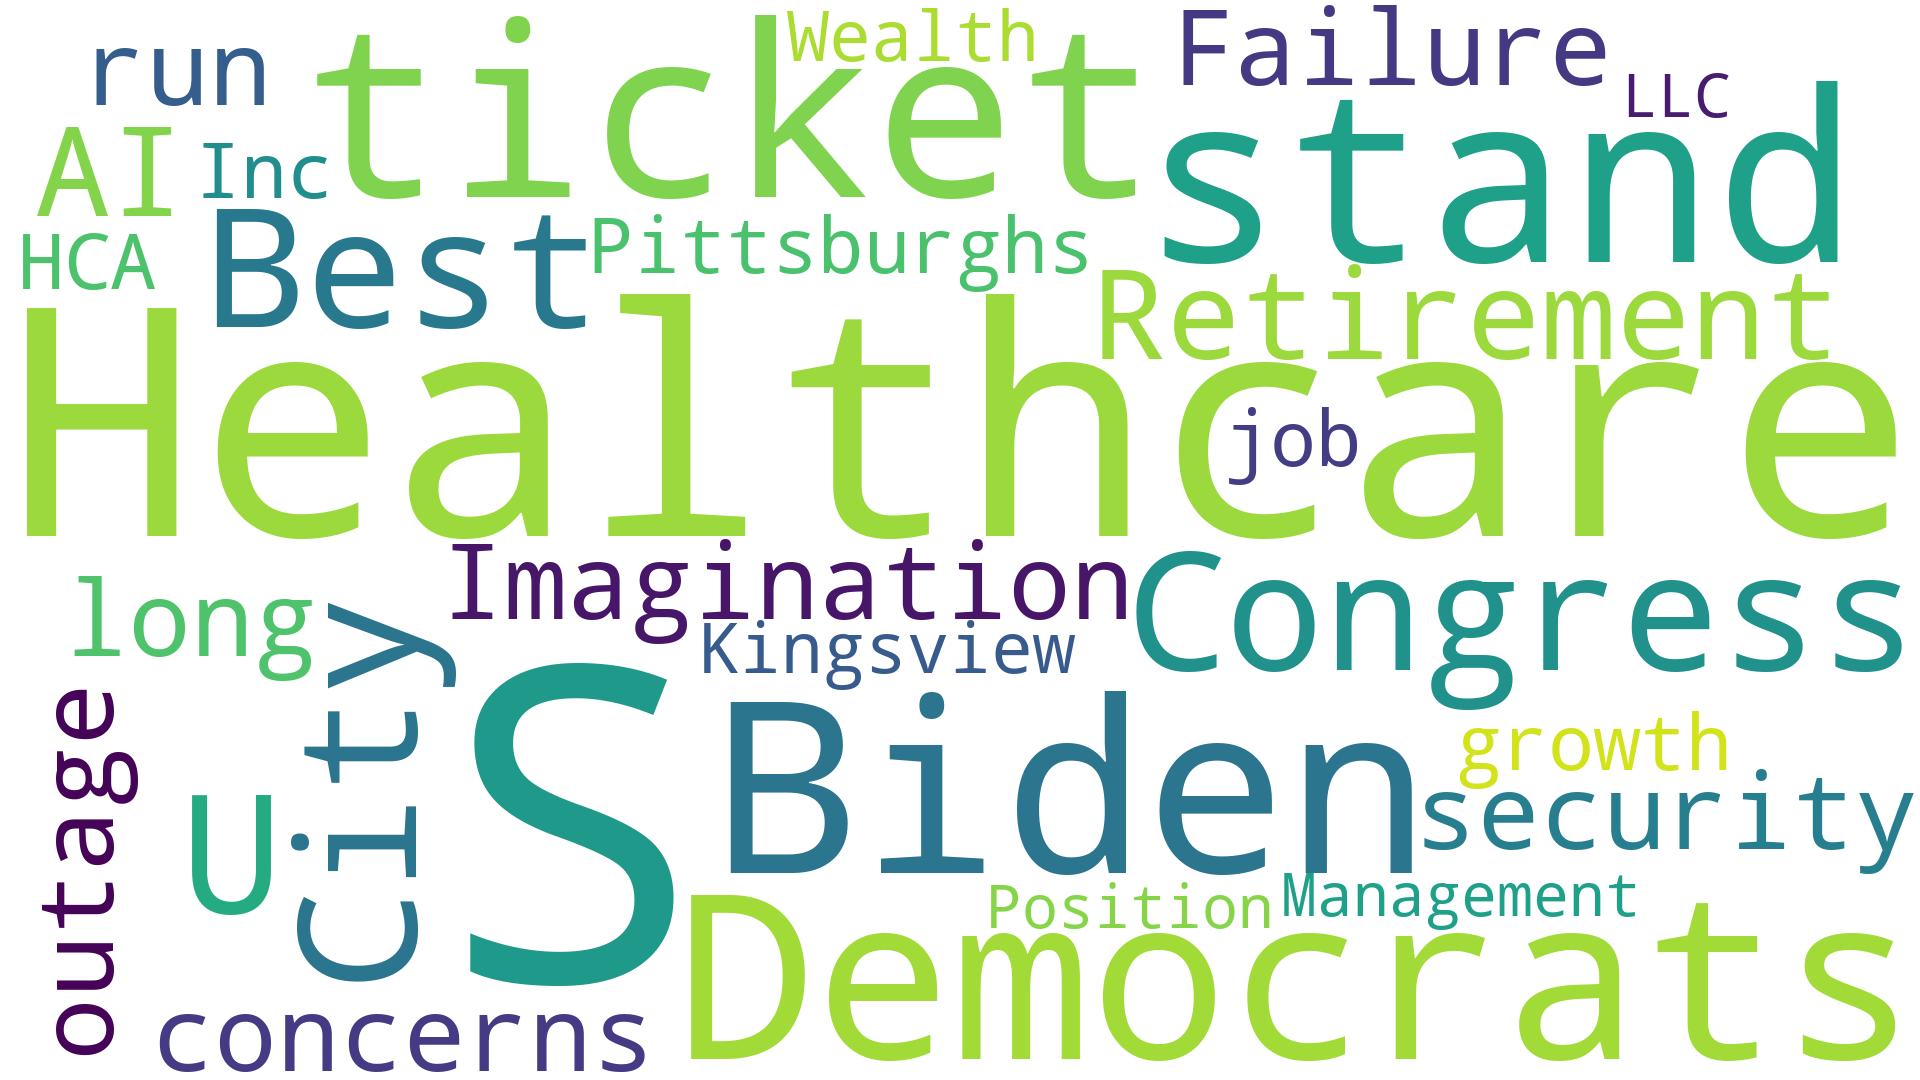 Wealth
Failure
run
ticket
LLC
stand
AI
Inc
Best
Pittsburghs
HCA
Retirement
Healthcare
job
Imagination
Congress
long
Kingsview
City
S
Biden
outage
growth
security
U
Position
Management
Democrats
concerns